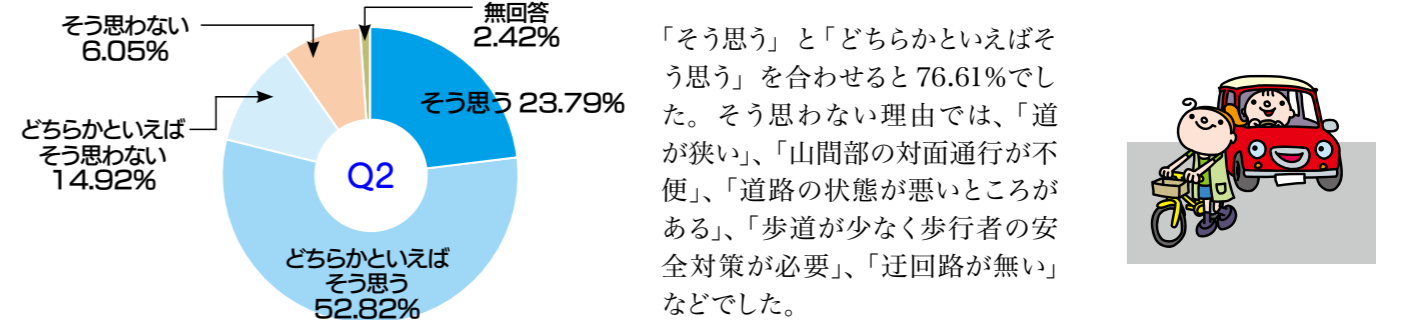 そう思わない
6.05%
無回答
2.42%
そう思う 23.79%
どちらかといえば
そう思わない
14.92%
Q2
どちらかといえば
そう思う
52.82%
「そう思う」と「どちらかといえばそ
う思う」を合わせると 76.61%でし
た。そう思わない理由では、「道
が狭い」、「山間部の対面通行が不
便」、「道路の状態が悪いところが
ある」、「歩道が少なく歩行者の安
全対策が必要」、「迂回路が無い」
などでした。